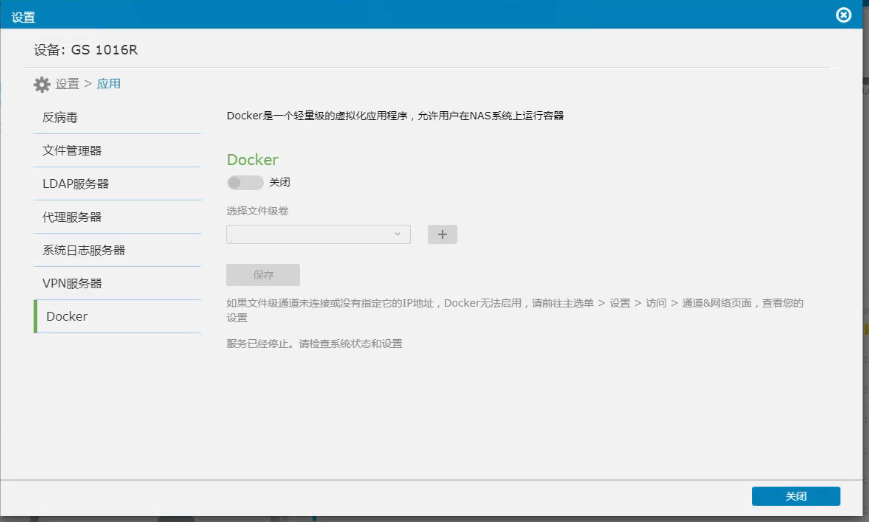 设置
设备: GS 1016R
设置 > 应用
反病毒
文件管理器
LDAP服务器
代理服务器
系统日志服务器
VPN服务器
Docker
Docker是一个轻量级的虚拟化应用程序，允许用户在NAS系统上运行容器
Docker
关闭
选择文件级卷
+
保存
如果文件级通道未连接或没有指定它的IP地址，Docker无法启用，请前往主选单 > 设置 > 访问 > 通道&网络页面，查看您的
设置
服务已经停止。请检查系统状态和设置
关闭